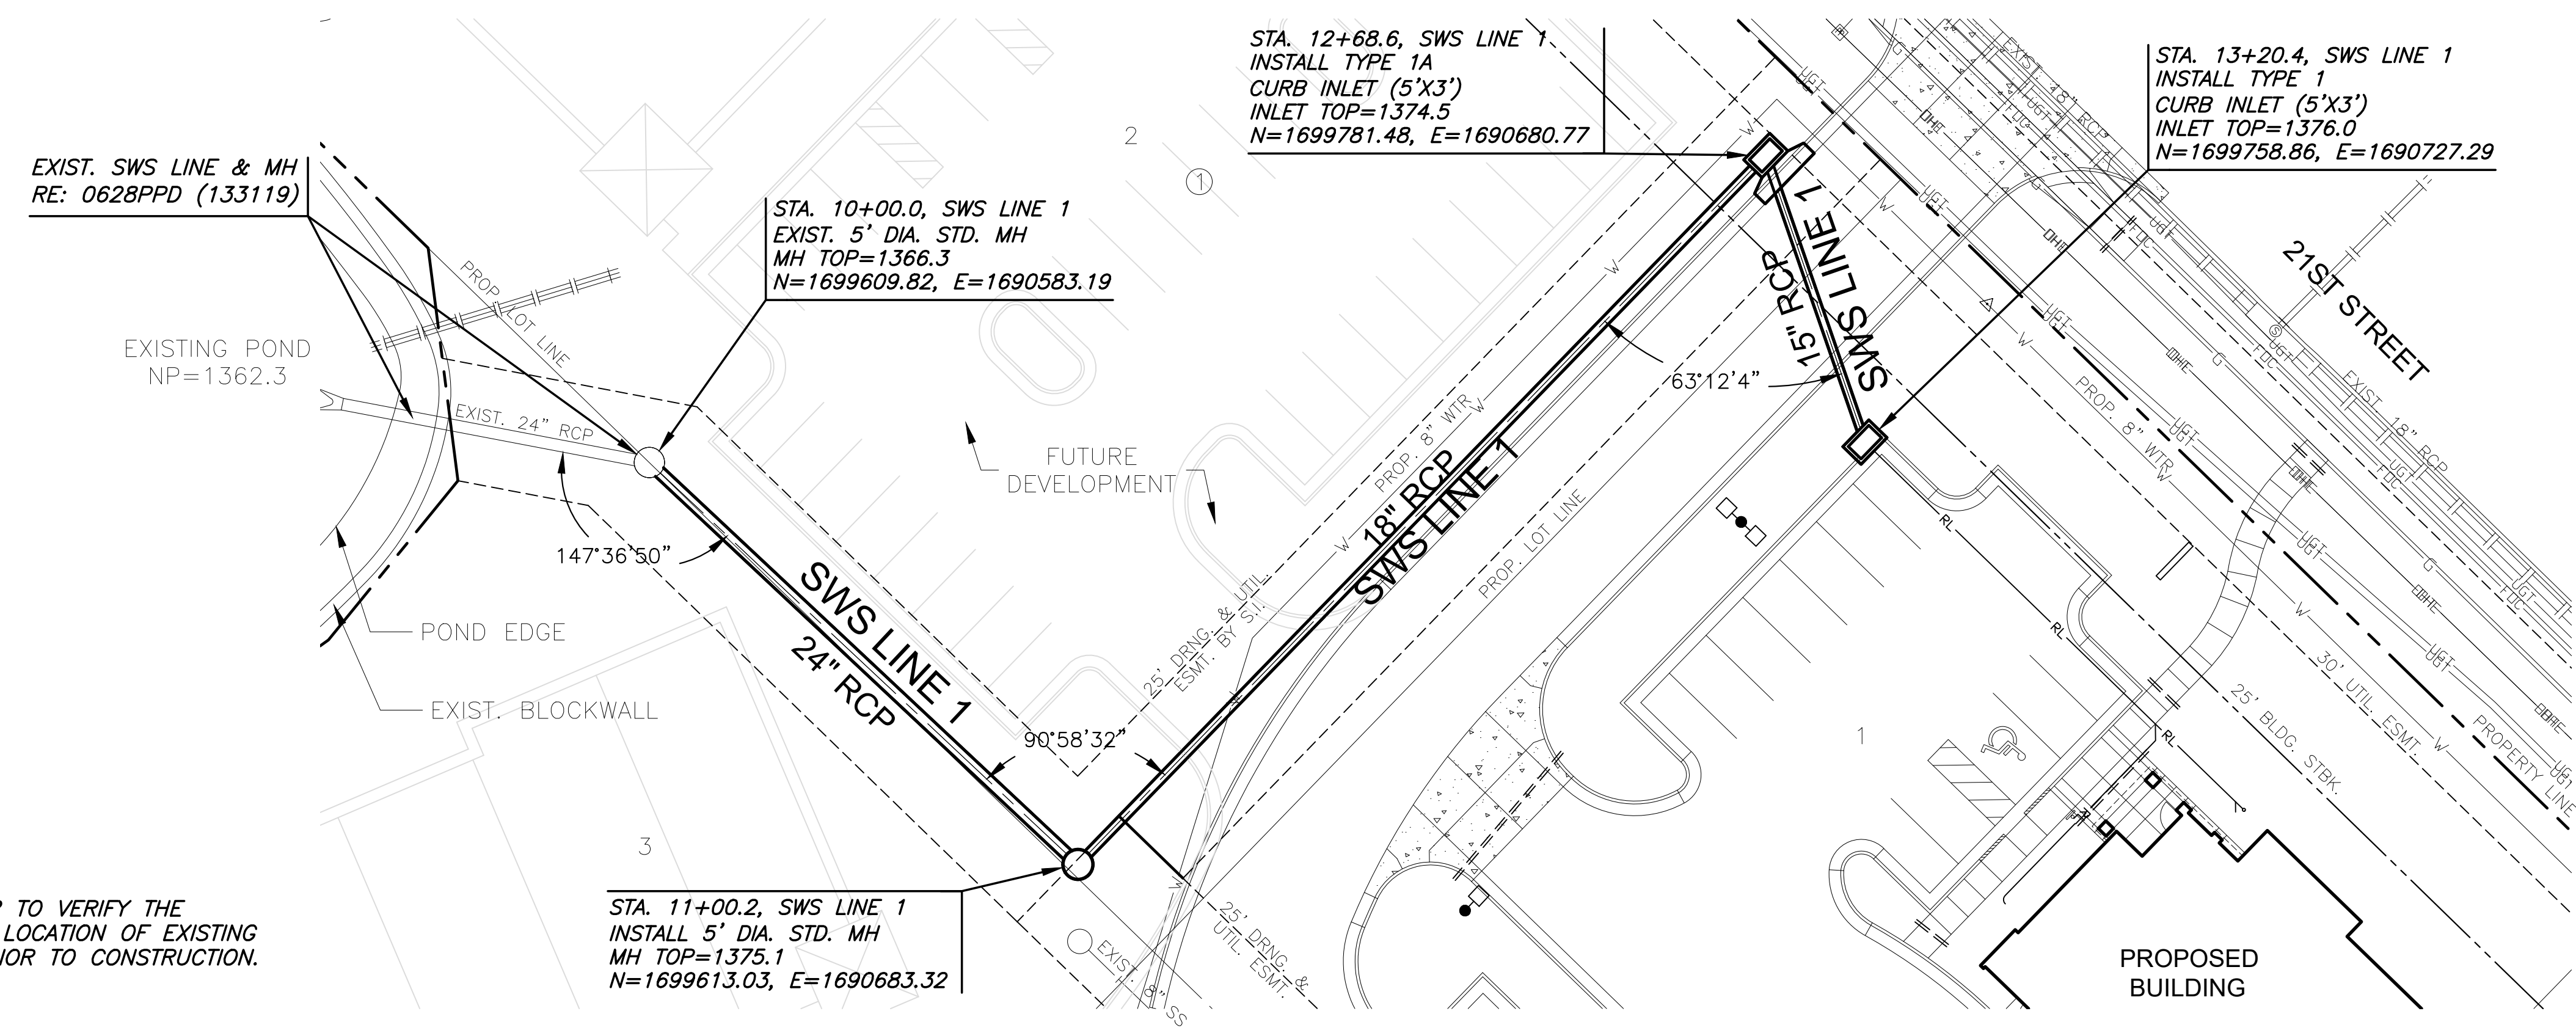 STA. 12+68.6, SWS LINE 1
INSTALL TYPE 1A
CURB INLET (5'X3')
INLET TOP=1374.5
N=1699781.48, E=1690680.77
STA. 13+20.4, SWS LINE 1
INSTALL TYPE 1
CURB INLET (5'X3')
INLET TOP=1376.0
N=1699758.86, E=1690727.29
EXIST. SWS LINE & MH
RE: 0628PPD (133119)
STA. 10+00.0, SWS LINE 1
EXIST. 5' DIA. STD. MH
MH TOP=1366.3
N=1699609.82, E=1690583.19
2
1
EXISTING POND
NP=1362.3
PROP. LOT LINE
EXIST. 24" RCP
147°36'50"
POND EDGE
EXIST. BLOCKWALL
SWS LINE 1
24" RCP
FUTURE
DEVELOPMENT
PROP. 8" WTR
18" RCP
SWS LINE 1
PROP. LOT LINE
25' DRNG. & UTIL.
ESMT. BY S.I.
90°58'32"
63°12'4"
15" RCP
SWS LINE 1
EXIST. 48" RCP
21ST STREET
EXIST. 18" RCP
PROP. 8" WTR
30' UTIL. ESMT.
25' BLDG. STBK.
PROPERTY LINE
W
G
UGT
FOC
OHE
RL
RL
RL
1
3
STA. 11+00.2, SWS LINE 1
INSTALL 5' DIA. STD. MH
MH TOP=1375.1
N=1699613.03, E=1690683.32
EXIST. 8" SS
25' DRNG. &
UTIL. ESMT.
TO VERIFY THE
LOCATION OF EXISTING
IOR TO CONSTRUCTION.
PROPOSED
BUILDING